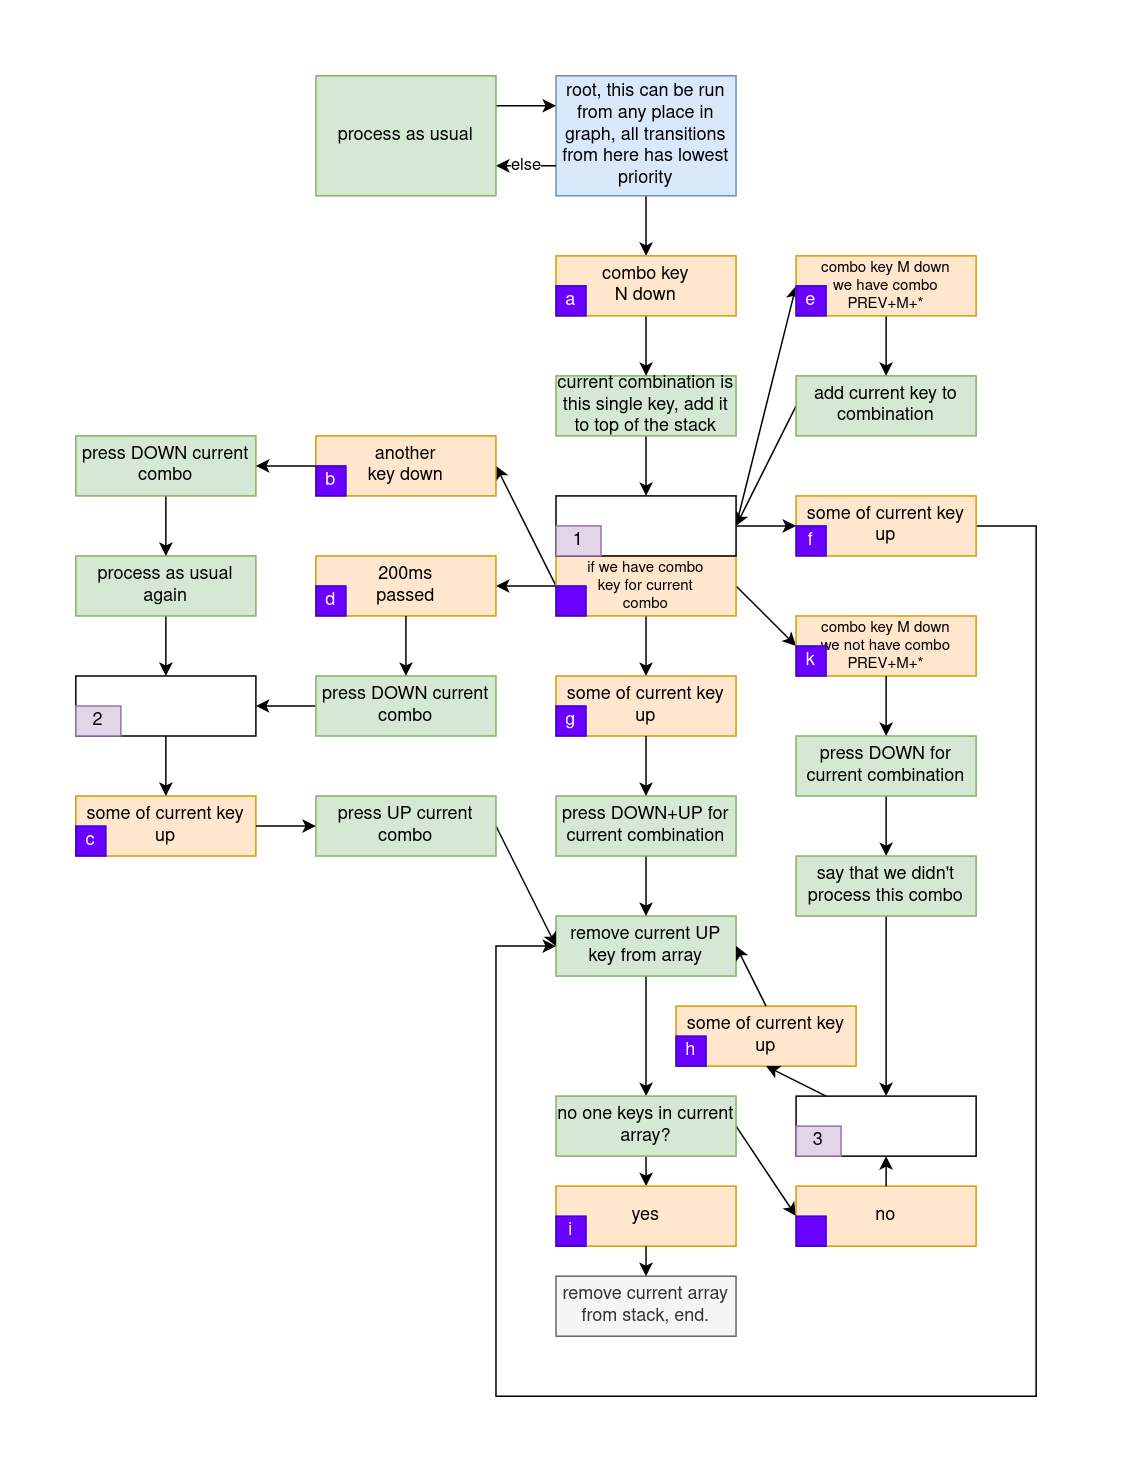 process as usual
root, this can be run
from any place in
graph, all transitions
from here has lowest
priority
else
combo key
N down
a
combo key M down
we have combo
PREV+M+*
e
current combination is
this single key, add it
to top of the stack
add current key to
combination
press DOWN current
combo
another
key down
b
1
some of current key
up
f
process as usual
again
200ms
passed
d
if we have combo
key for current
combo
combo key M down
we not have combo
PREV+M+*
k
2
press DOWN current
combo
some of current key
up
g
press DOWN for
current combination
some of current key
up
c
press UP current
combo
press DOWN+UP for
current combination
say that we didn't
process this combo
remove current UP
key from array
some of current key
up
h
no one keys in current
array?
3
yes
i
no
remove current array
from stack, end.